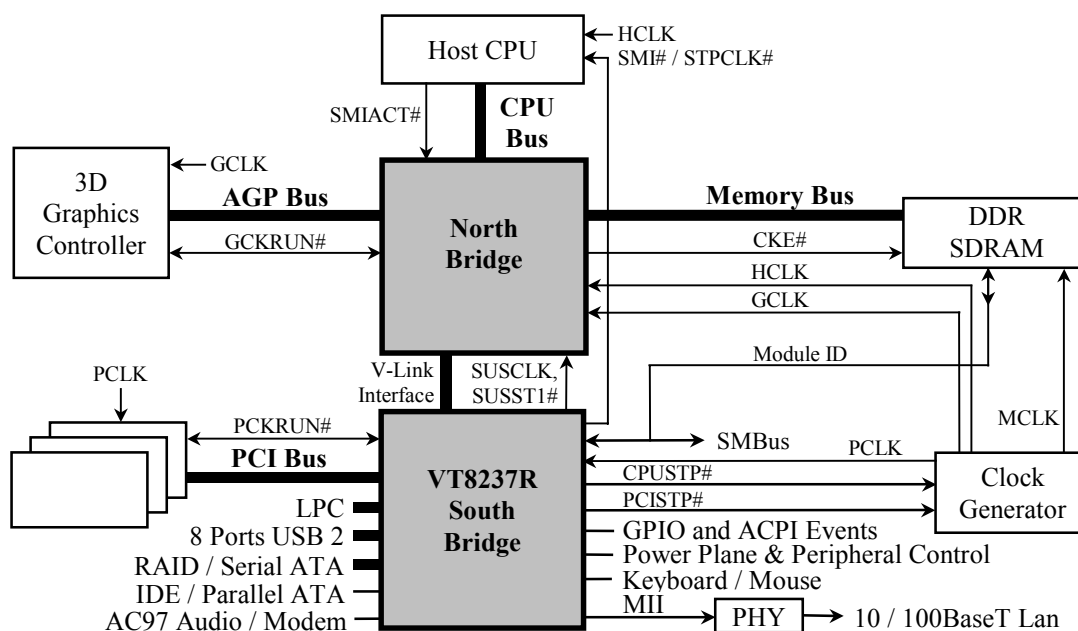 Host CPU
HCLK
SMI# / STPCLK#
SMIACT#
CPU
Bus
GCLK
3D
Graphics
Controller
AGP Bus
GCKRUN#
North
Bridge
Memory Bus
DDR
SDRAM
CKE#
HCLK
GCLK
Module ID
V-Link
Interface
SUSCLK,
SUSST1#
MCLK
PCLK
PCKRUN#
PCI Bus
VT8237R
South
Bridge
SMBus
PCLK
CPUSTP#
PCISTP#
Clock
Generator
LPC
8 Ports USB 2
RAID / Serial ATA
IDE / Parallel ATA
AC97 Audio / Modem
GPIO and ACPI Events
Power Plane & Peripheral Control
Keyboard / Mouse
MII
PHY
10 / 100BaseT Lan